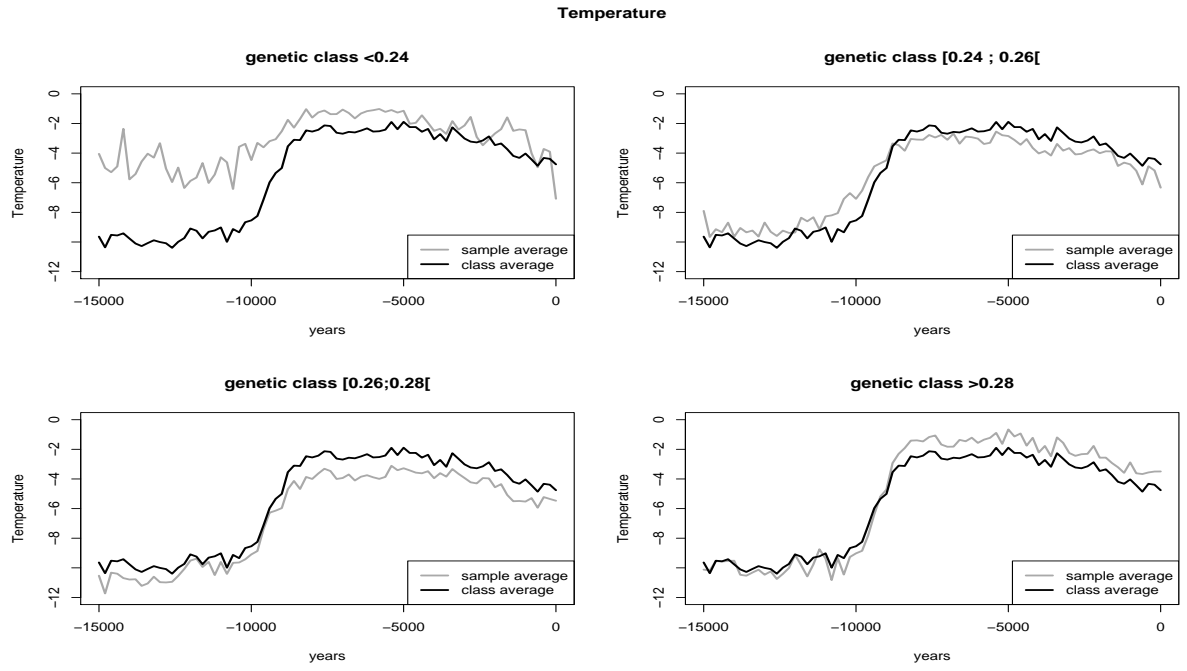 Temperature
genetic class <0.24
Temperature
0
−2
−4
−6
−8
−12
sample average
class average
−15000
−10000
−5000
0
years
genetic class [0.24 ; 0.26[
Temperature
0
−2
−4
−6
−8
−12
sample average
class average
−15000
−10000
−5000
0
years
genetic class [0.26;0.28[
Temperature
0
−2
−4
−6
−8
−12
sample average
class average
−15000
−10000
−5000
0
years
genetic class >0.28
Temperature
0
−2
−4
−6
−8
−12
sample average
class average
−15000
−10000
−5000
0
years